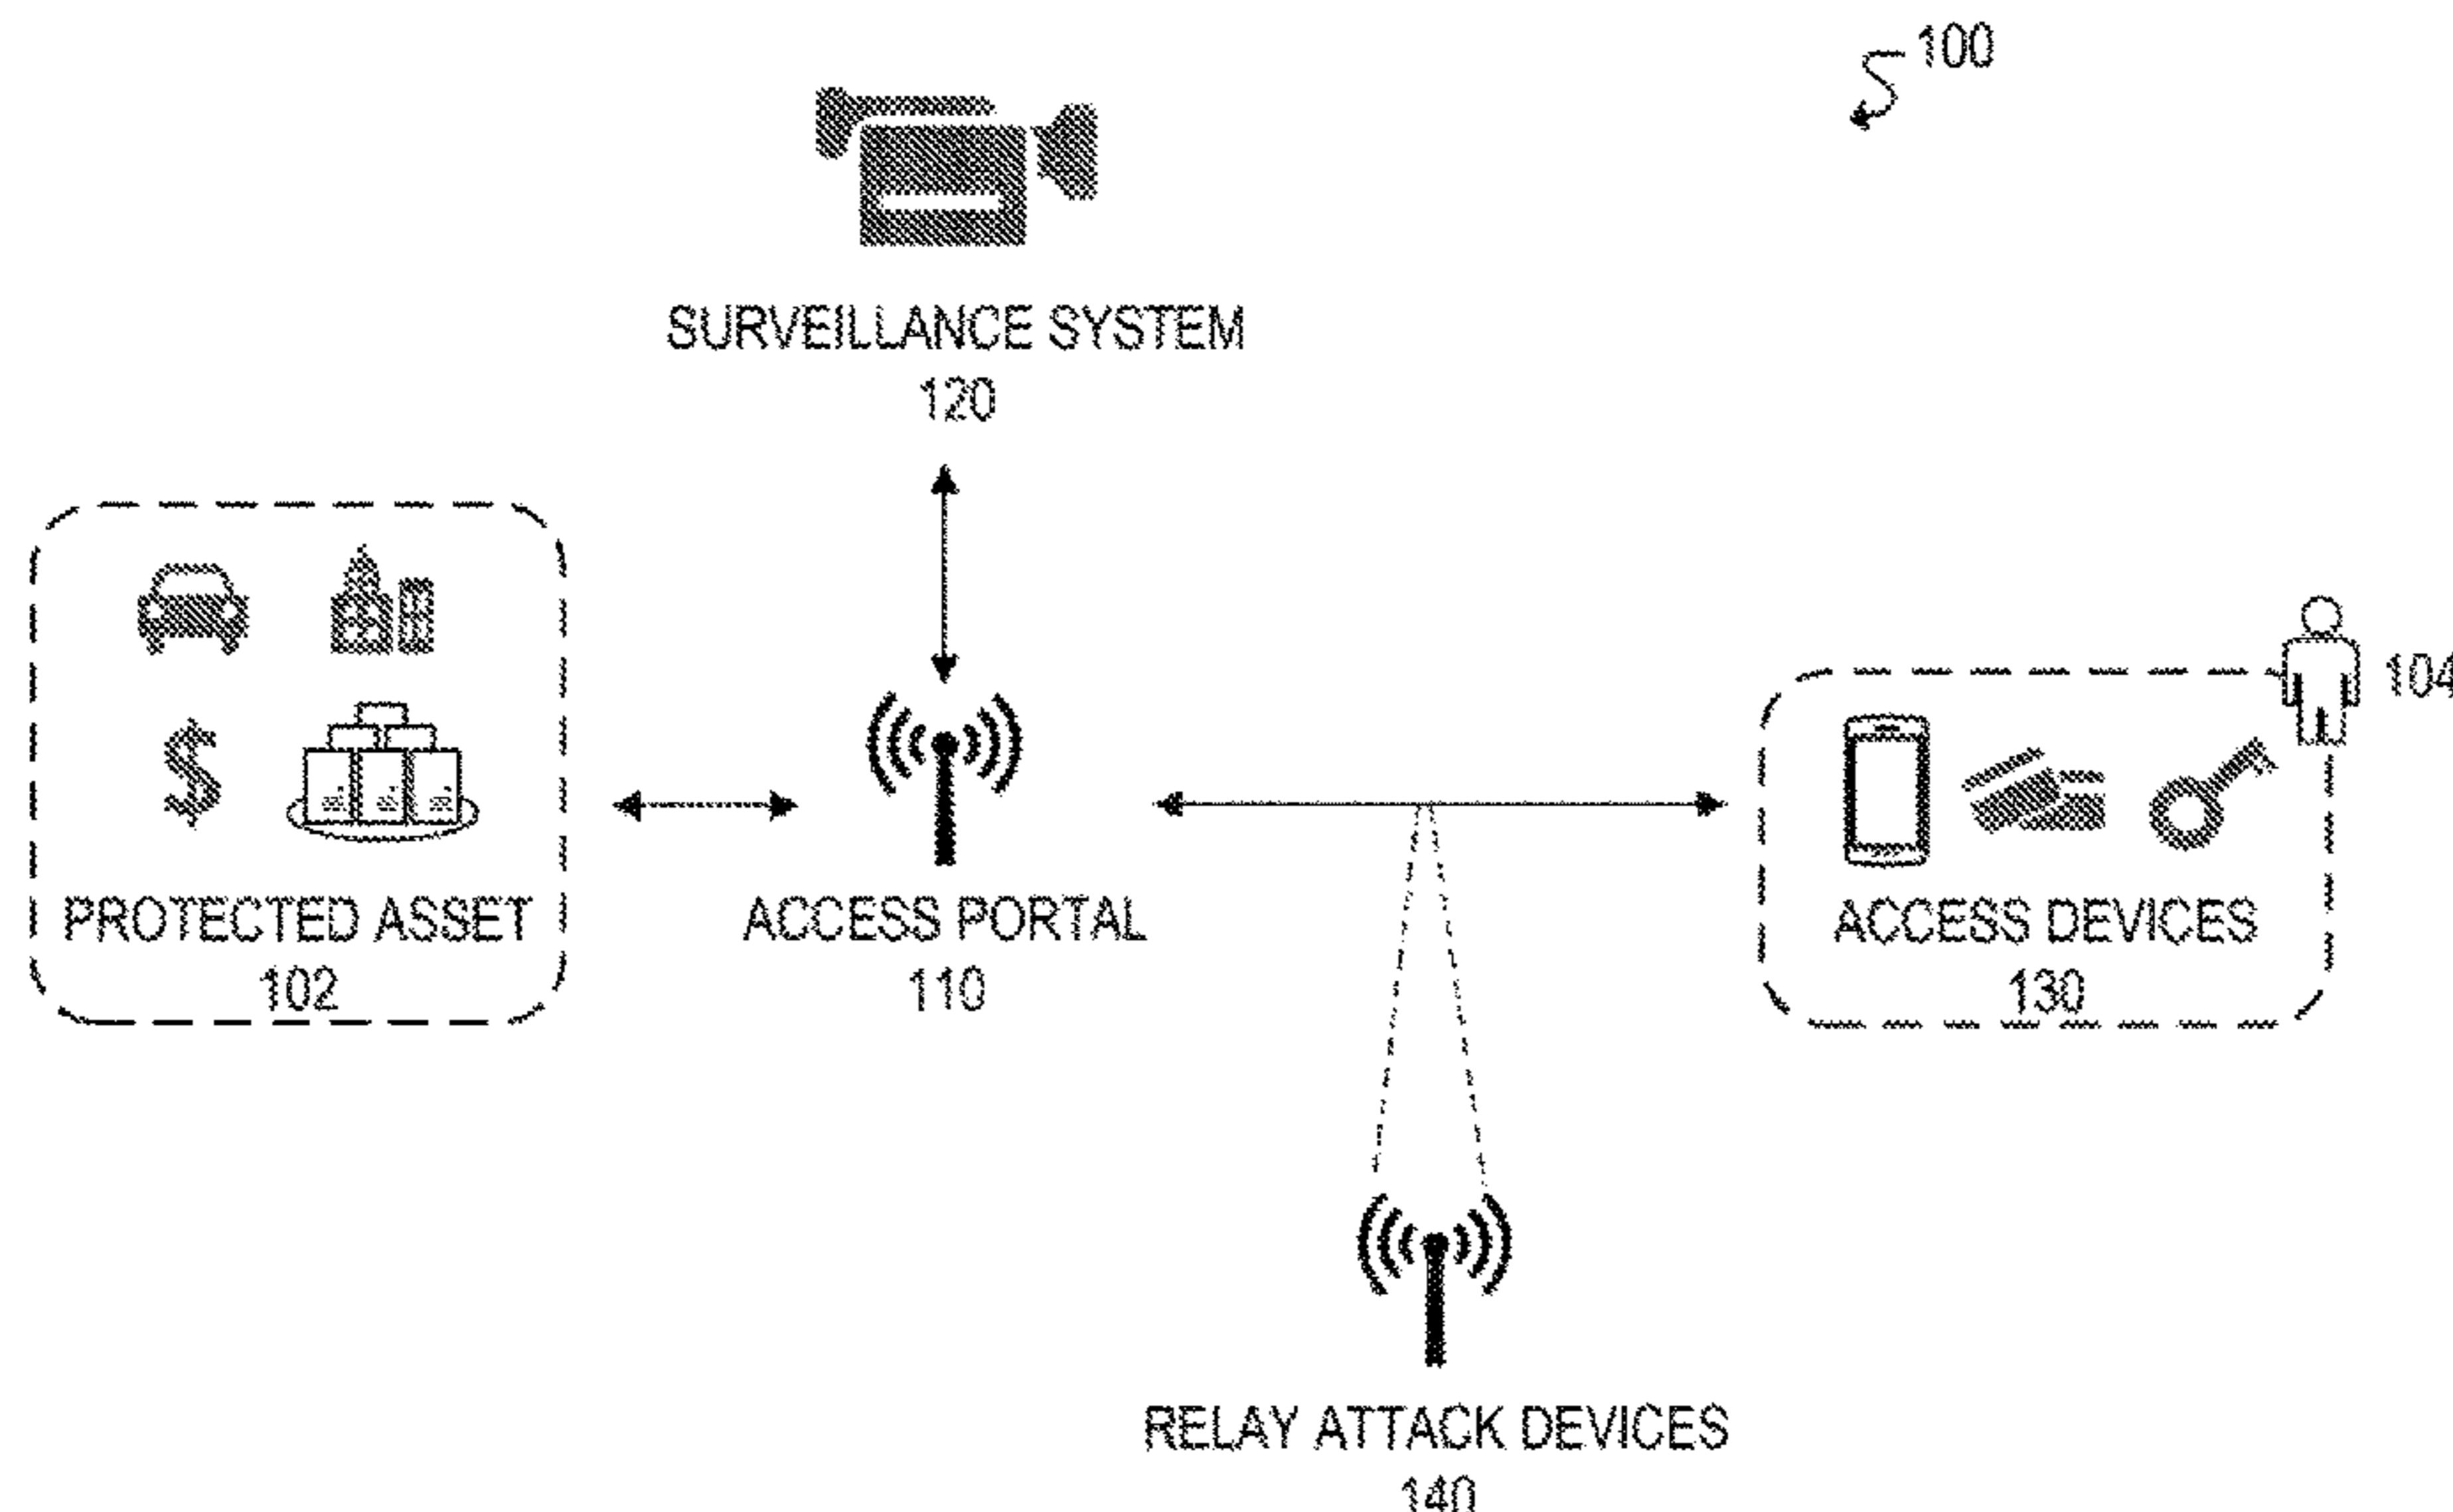 100
SURVEILLANCE SYSTEM
120
104
PROTECTED ASSET
102
ACCESS PORTAL
110
ACCESS DEVICES
130
RELAY ATTACK DEVICES
140